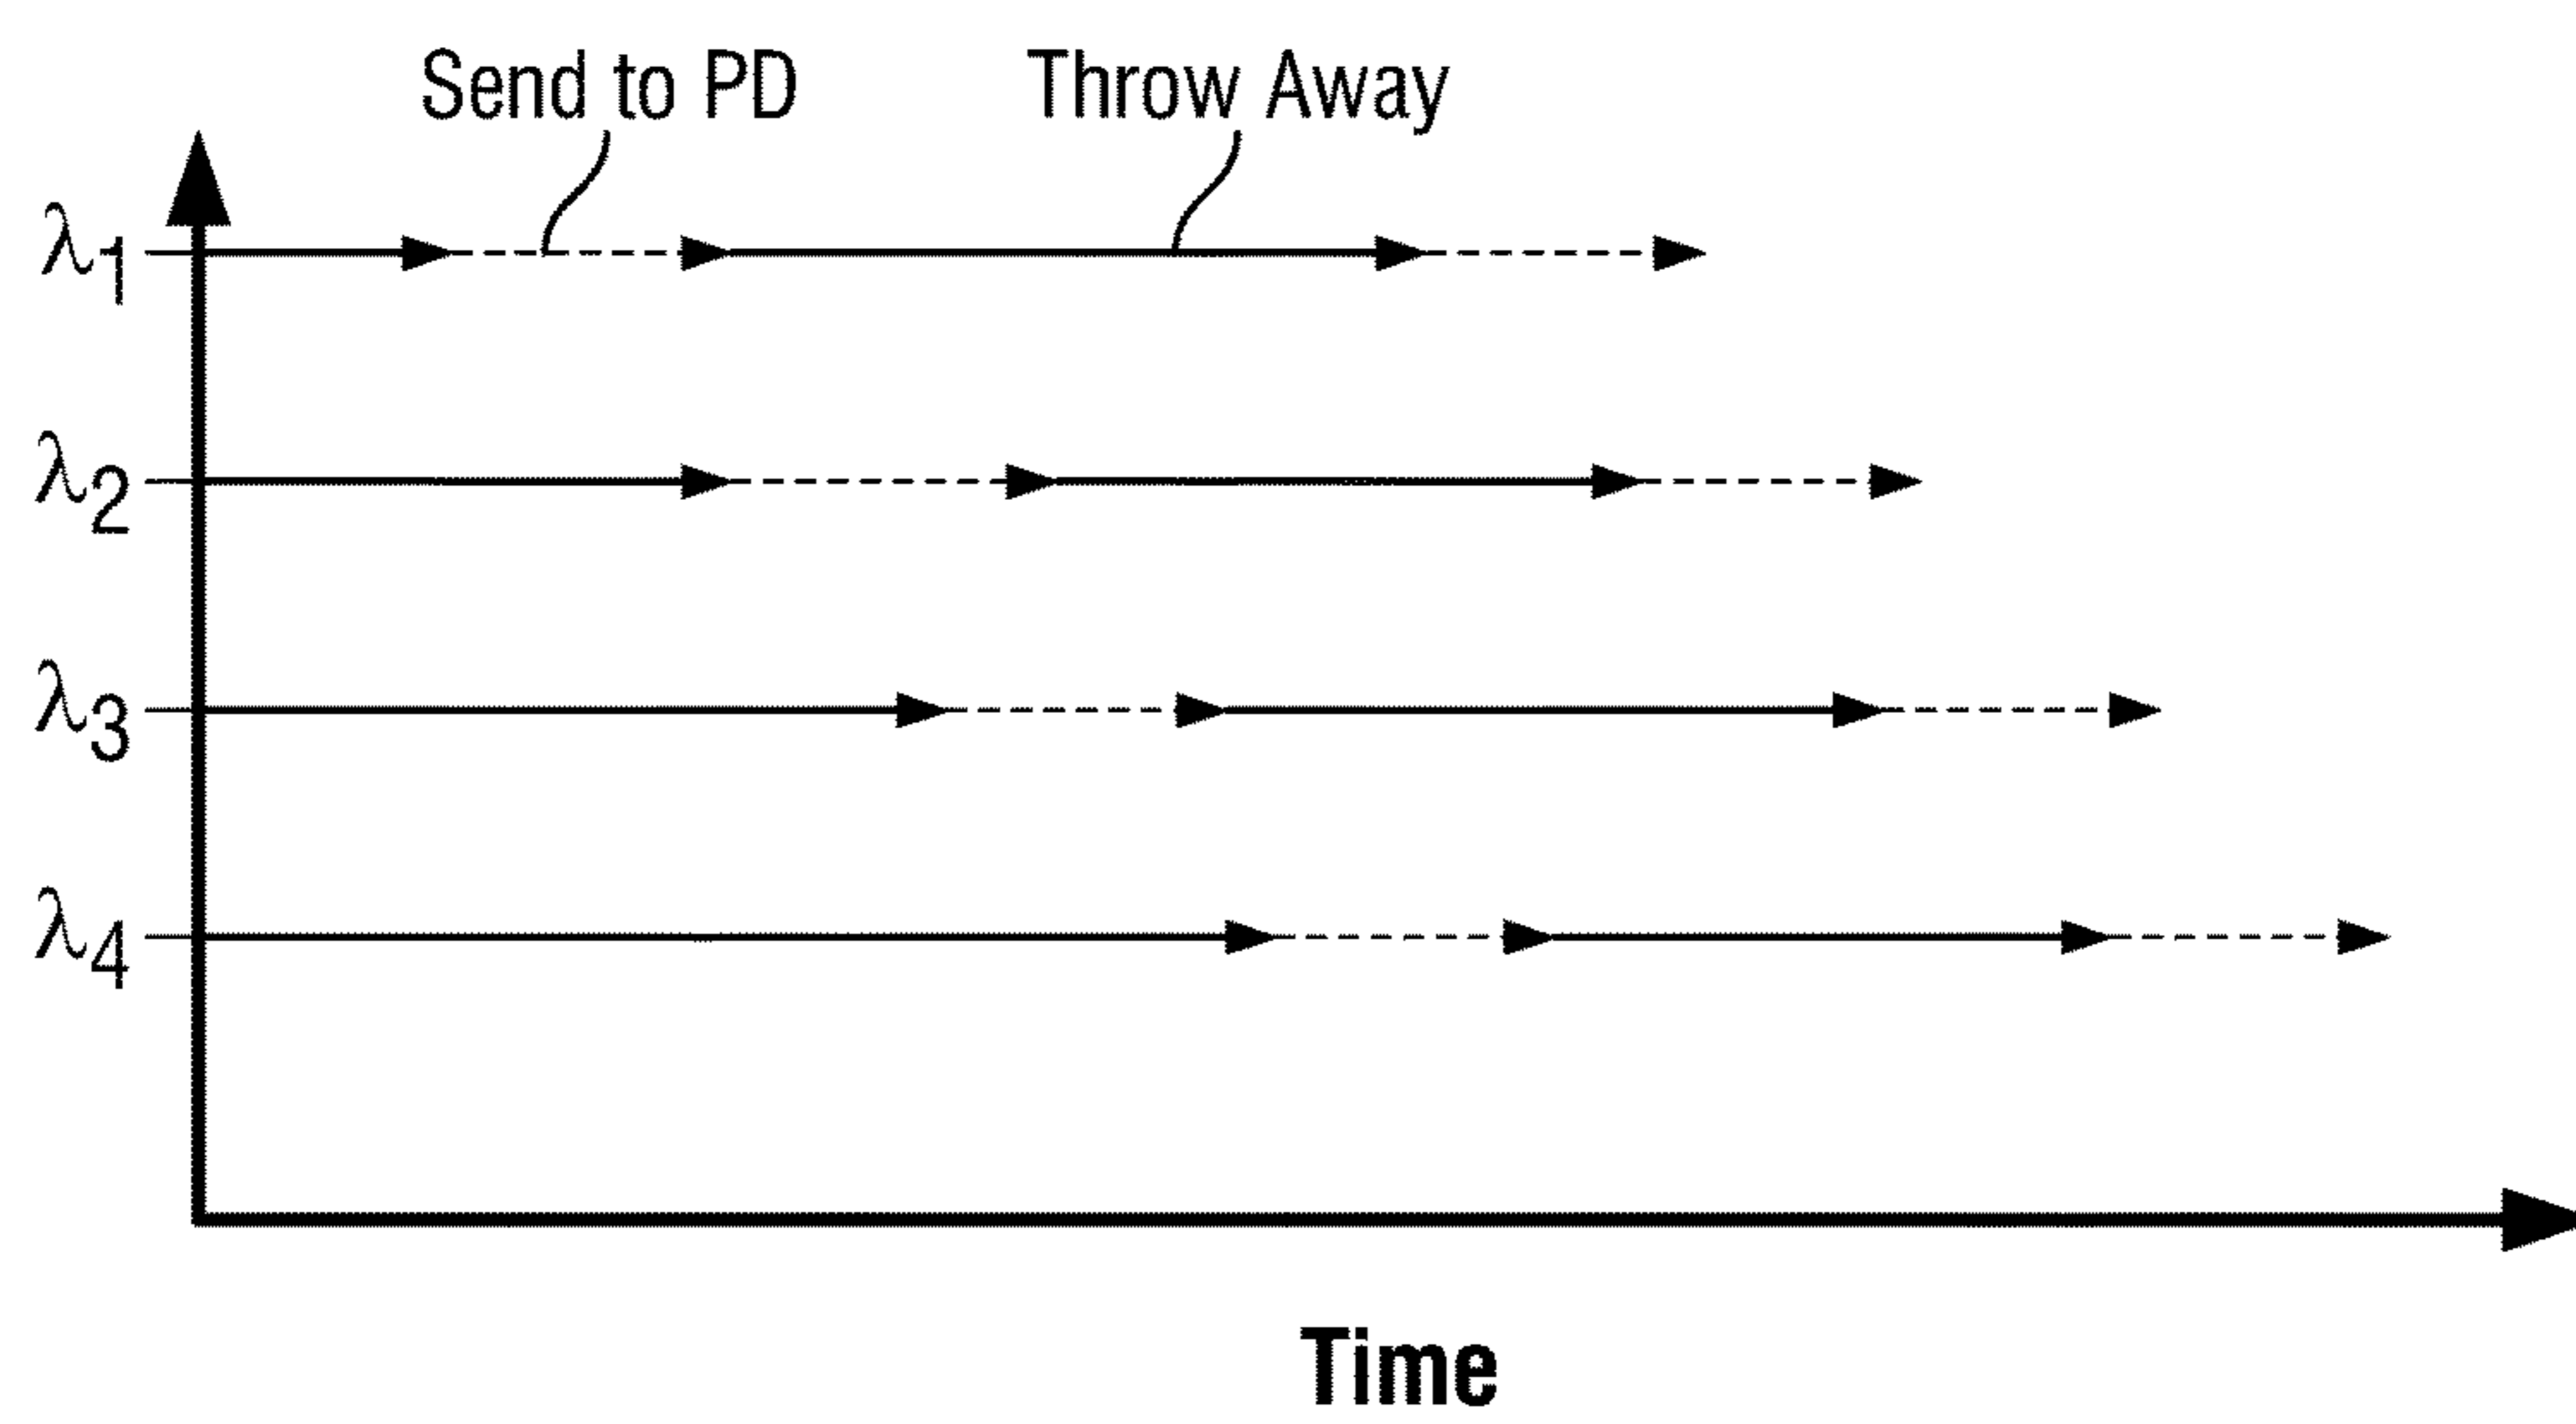 Send to PD Throw Away
λ1
λ2
λ3
λ4
Time